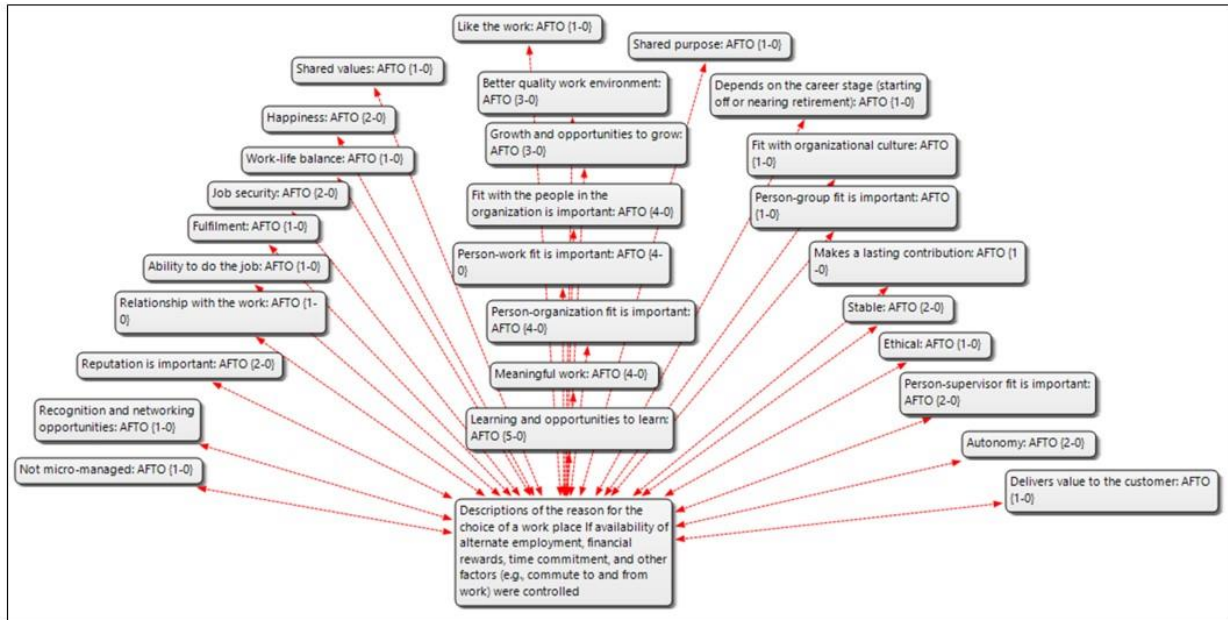 Like the work: AFTO {1-0}
Shared purpose: AFTO {1-0}
Shared values: AFTO {1-0}
Better quality work environment:
AFTO {3-0}
Depends on the career stage (starting
off or nearing retirement): AFTO {1-0}
Happiness: AFTO {2-0}
Growth and opportunities to grow:
AFTO {3-0}
Fit with organizational culture: AFTO
{1-0}
Work-life balance: AFTO {1-0}
Job security: AFTO {2-0}
Fit with the people in the
organization is important: AFTO {4-0}
Person-group fit is important: AFTO
{1-0}
Fulfilment: AFTO {1-0}
Person-work fit is important: AFTO {4-
0}
Makes a lasting contribution: AFTO {1
-0}
Ability to do the job: AFTO {1-0}
Relationship with the work: AFTO {1-
0}
Person-organization fit is important:
AFTO {4-0}
Stable: AFTO {2-0}
Ethical: AFTO {1-0}
Reputation is important: AFTO {2-0}
Meaningful work: AFTO {4-0}
Person-supervisor fit is important:
AFTO {2-0}
Recognition and networking
opportunities: AFTO {1-0}
Learning and opportunities to learn:
AFTO {5-0}
Autonomy: AFTO {2-0}
Not micro-managed: AFTO {1-0}
Delivers value to the customer: AFTO
{1-0}
Descriptions of the reason for the
choice of a work place If availability of
alternate employment, financial
rewards, time commitment, and other
factors (e.g., commute to and from
work) were controlled